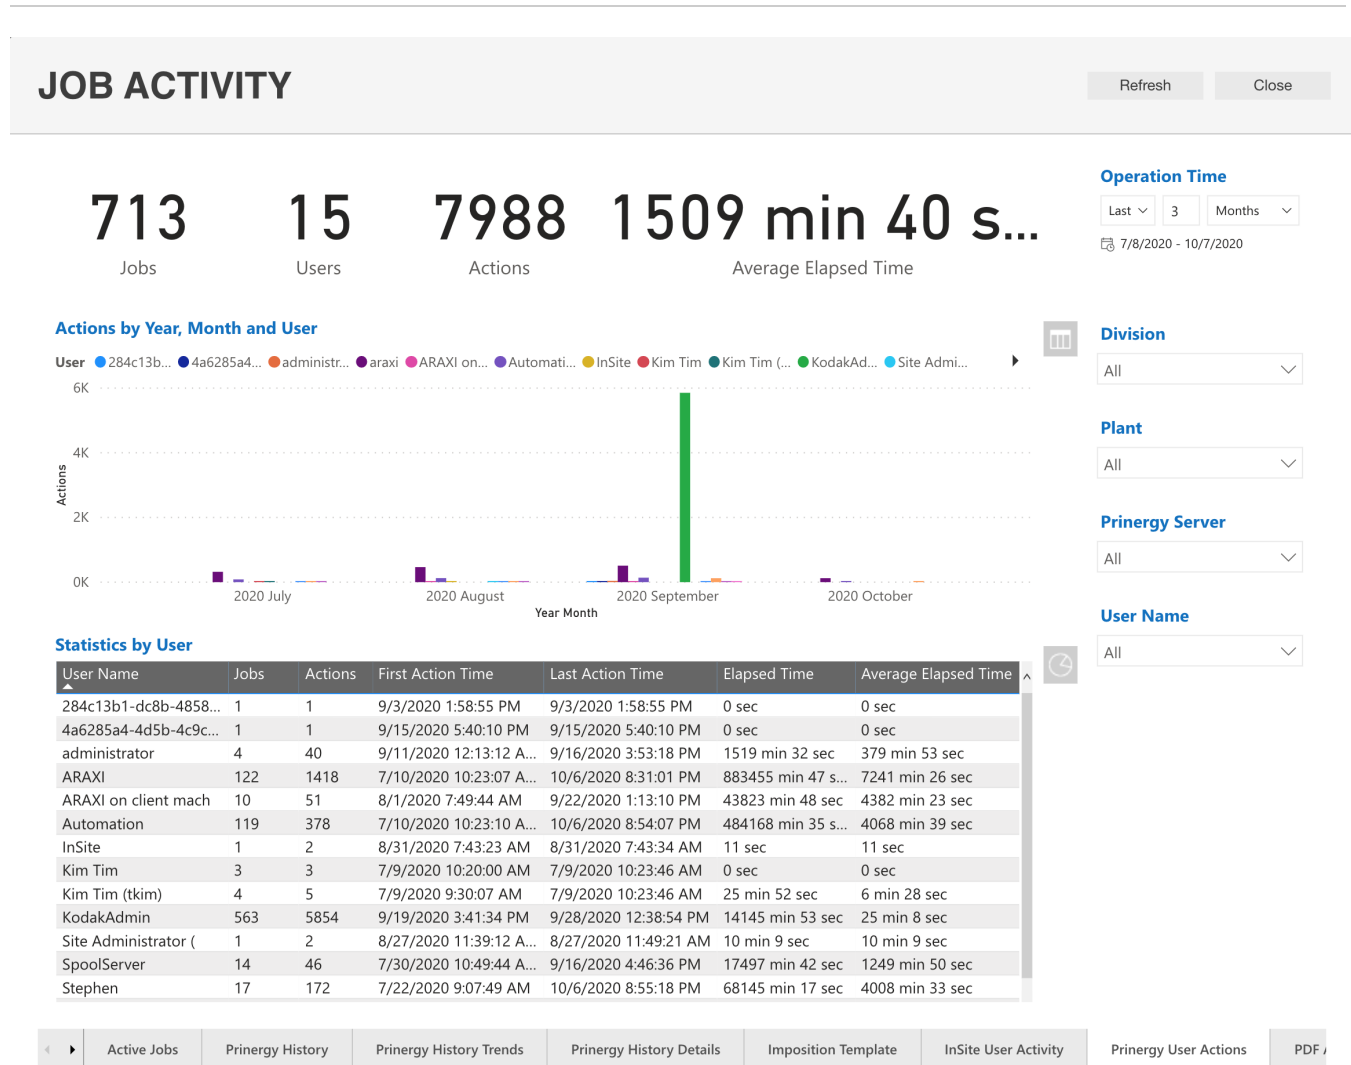 JOB ACTIVITY
Refresh
Close
713
Jobs
15
Users
7988
Actions
1509 min 40 s...
Average Elapsed Time
Operation Time
Last 3 Months
7/8/2020 - 10/7/2020
Actions by Year, Month and User
User 284c13b... 4a6285a4... administr... araxi ARAXI on... Automati... InSite Kim Tim Kim Tim (... KodakAd... Site Admi...
6K
4K
2K
0K
Actions
2020 July 2020 August 2020 September 2020 October
Year Month
Division
All
Plant
All
Prinergy Server
All
User Name
All
Statistics by User
User Name Jobs Actions First Action Time Last Action Time Elapsed Time Average Elapsed Time
284c13b1-dc8b-4858... 1 1 9/3/2020 1:58:55 PM 9/3/2020 1:58:55 PM 0 sec 0 sec
4a6285a4-4d5b-4c9c... 1 1 9/15/2020 5:40:10 PM 9/15/2020 5:40:10 PM 0 sec 0 sec
administrator 4 40 9/11/2020 12:13:12 A... 9/16/2020 3:53:18 PM 1519 min 32 sec 379 min 53 sec
ARAXI 122 1418 7/10/2020 10:23:07 A... 10/6/2020 8:31:01 PM 883455 min 47 s... 7241 min 26 sec
ARAXI on client mach 10 51 8/1/2020 7:49:44 AM 9/22/2020 1:13:10 PM 43823 min 48 sec 4382 min 23 sec
Automation 119 378 7/10/2020 10:23:10 A... 10/6/2020 8:54:07 PM 484168 min 35 s... 4068 min 39 sec
InSite 1 2 8/31/2020 7:43:23 AM 8/31/2020 7:43:34 AM 11 sec 11 sec
Kim Tim 3 3 7/9/2020 10:20:00 AM 7/9/2020 10:23:46 AM 0 sec 0 sec
Kim Tim (tkim) 4 5 7/9/2020 9:30:07 AM 7/9/2020 10:23:46 AM 25 min 52 sec 6 min 28 sec
KodakAdmin 563 5854 9/19/2020 3:41:34 PM 9/28/2020 12:38:54 PM 14145 min 53 sec 25 min 8 sec
Site Administrator ( 1 2 8/27/2020 11:39:12 A... 8/27/2020 11:49:21 AM 10 min 9 sec 10 min 9 sec
SpoolServer 14 46 7/30/2020 10:49:44 A... 9/16/2020 4:46:36 PM 17497 min 42 sec 1249 min 50 sec
Stephen 17 172 7/22/2020 9:07:49 AM 10/6/2020 8:55:18 PM 68145 min 17 sec 4008 min 33 sec
Active Jobs Prinergy History Prinergy History Trends Prinergy History Details Imposition Template InSite User Activity Prinergy User Actions PDF